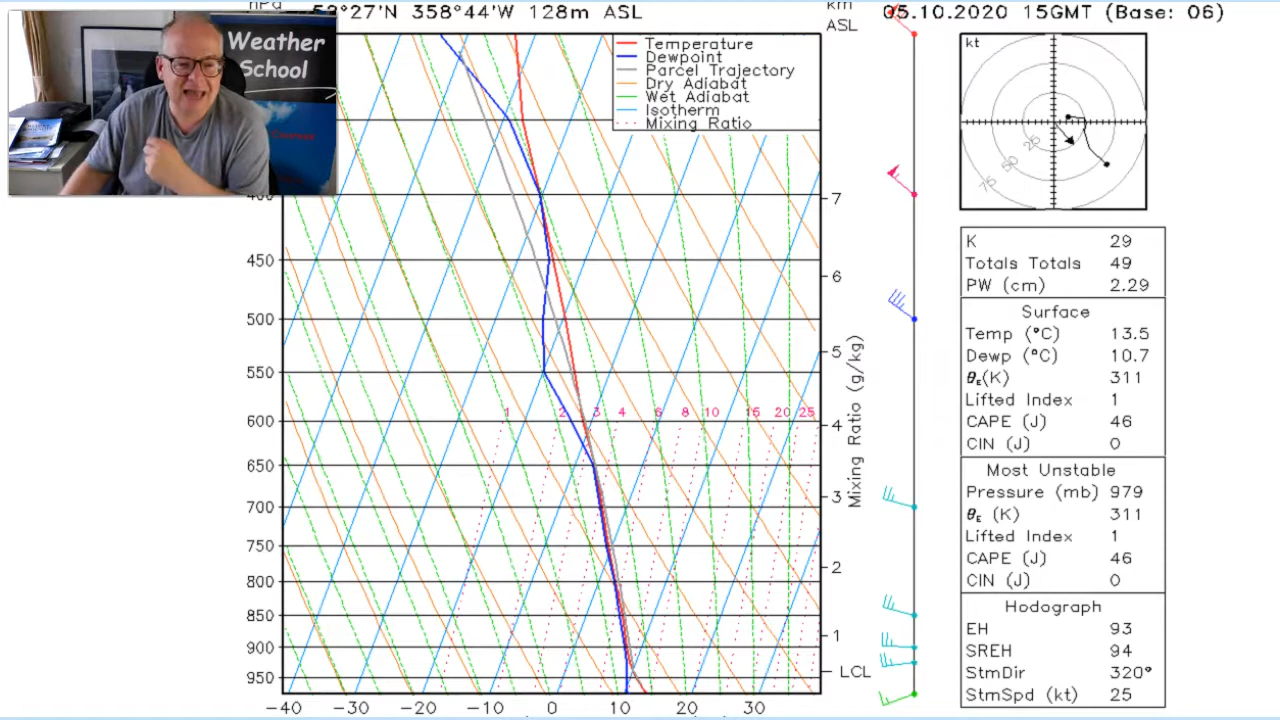 hPa
52°27'N 358°44'W 128m ASL
km
ASL
05.10.2020 15GMT (Base: 06)
Weather
School
Temperature
Dewpoint
Parcel Trajectory
Dry Adiabat
Wet Adiabat
Isotherm
Mixing Ratio
kt
25
50
75
400
450
500
550
600
650
700
750
800
850
900
950
7
6
5
4
3
2
1
LCL
Mixing Ratio (g/kg)
1 2 3 4 6 8 10 15 20 25
-40 -30 -20 -10 0 10 20 30
K 29
Totals Totals 49
PW (cm) 2.29
Surface
Temp (°C) 13.5
Dewp (°C) 10.7
θE(K) 311
Lifted Index 1
CAPE (J) 46
CIN (J) 0
Most Unstable
Pressure (mb) 979
θE (K) 311
Lifted Index 1
CAPE (J) 46
CIN (J) 0
Hodograph
EH 93
SREH 94
StmDir 320°
StmSpd (kt) 25